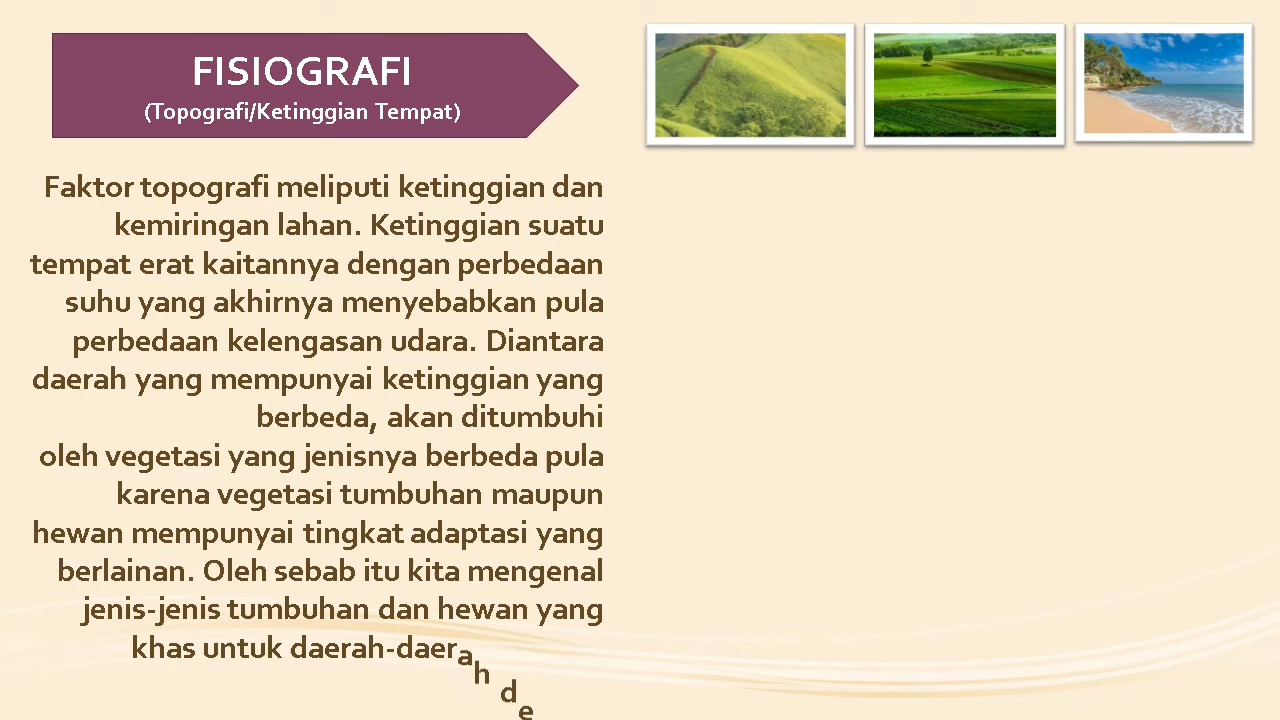 FISIOGRAFI
(Topografi/Ketinggian Tempat)
Faktor topografi meliputi ketinggian dan
kemiringan lahan. Ketinggian suatu
tempat erat kaitannya dengan perbedaan
suhu yang akhirnya menyebabkan pula
perbedaan kelengasan udara. Diantara
daerah yang mempunyai ketinggian yang
berbeda, akan ditumbuhi
oleh vegetasi yang jenisnya berbeda pula
karena vegetasi tumbuhan maupun
hewan mempunyai tingkat adaptasi yang
berlainan. Oleh sebab itu kita mengenal
jenis-jenis tumbuhan dan hewan yang
khas untuk daerah-daerah de